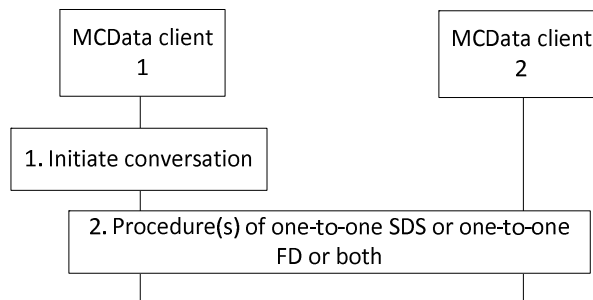 MCData client
1
MCData client
2
1. Initiate conversation
2. Procedure(s) of one-to-one SDS or one-to-one
FD or both